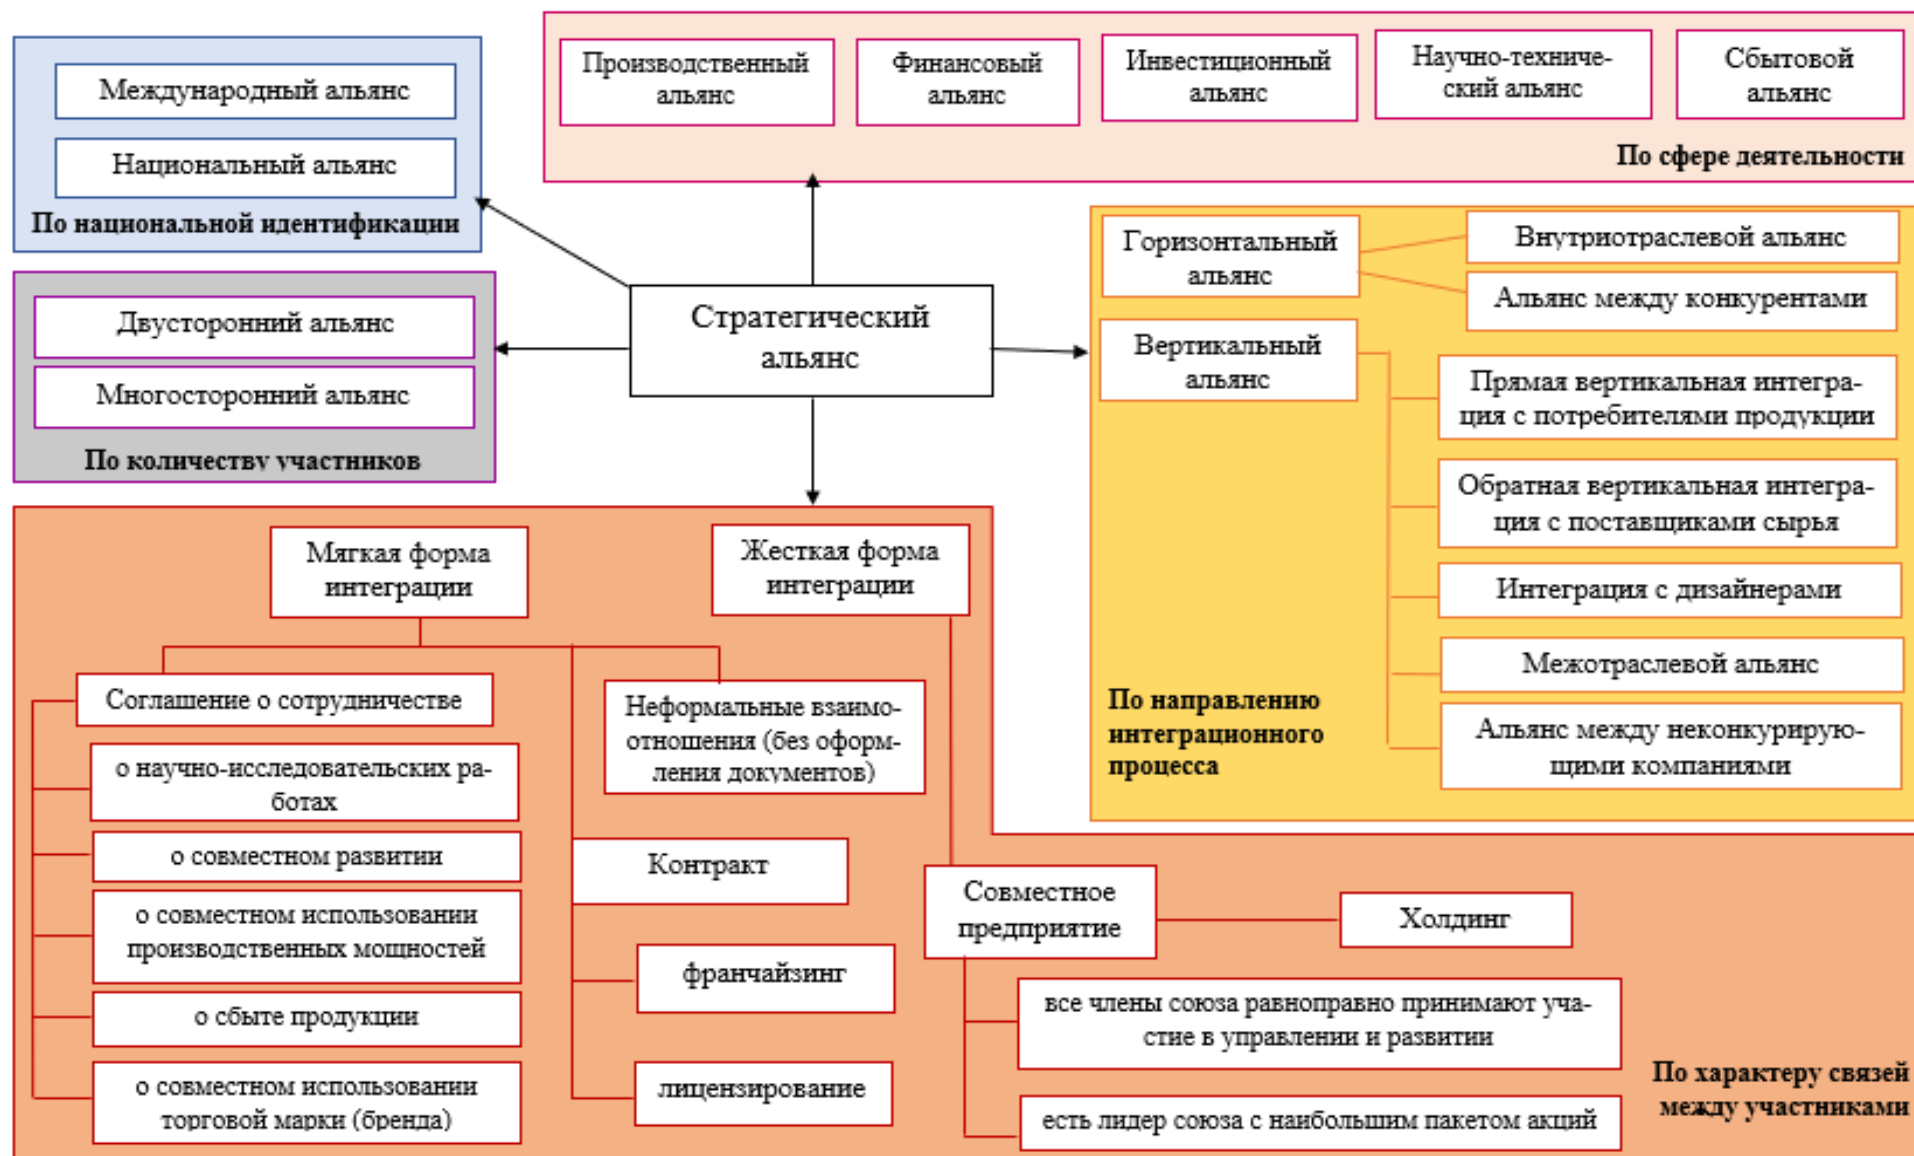 Международный альянс
Национальный альянс
По национальной идентификации
Производственный
альянс
Финансовый
альянс
Инвестиционный
альянс
Научно-техниче-
ский альянс
Сбытовой
альянс
По сфере деятельности
Двусторонний альянс
Многосторонний альянс
По количеству участников
Стратегический
альянс
Горизонтальный
альянс
Внутриотраслевой альянс
Альянс между конкурентами
Вертикальный
альянс
Прямая вертикальная интегра-
ция с потребителями продукции
Обратная вертикальная интегра-
ция с поставщиками сырья
Интеграция с дизайнерами
Межотраслевой альянс
Альянс между неконкурирую-
щими компаниями
По направлению
интеграционного
процесса
Мягкая форма
интеграции
Жесткая форма
интеграции
Соглашение о сотрудничестве
о научно-исследовательских ра-
ботах
о совместном развитии
о совместном использовании
производственных мощностей
о сбыте продукции
о совместном использовании
торговой марки (бренда)
Неформальные взаимо-
отношения (без оформ-
ления документов)
Контракт
франчайзинг
лицензирование
Совместное
предприятие
Холдинг
все члены союза равноправно принимают уча-
стие в управлении и развитии
есть лидер союза с наибольшим пакетом акций
По характеру связей
между участниками